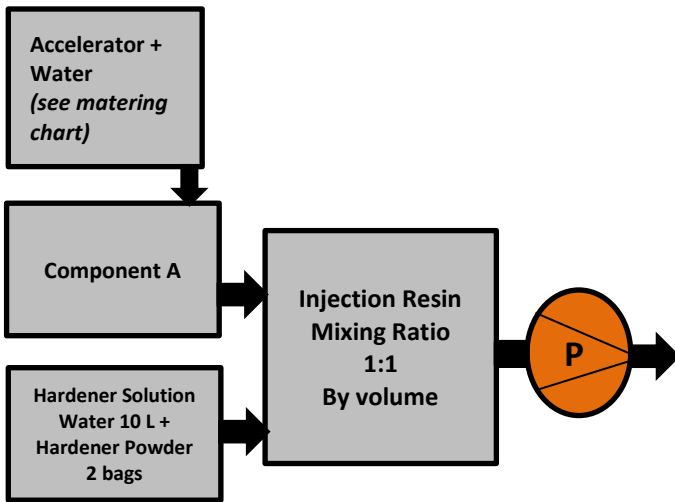 Accelerator +
Water
(see matering
chart)
Component A
Hardener Solution
Water 10 L +
Hardener Powder
2 bags
Injection Resin
Mixing Ratio
1:1
By volume
P